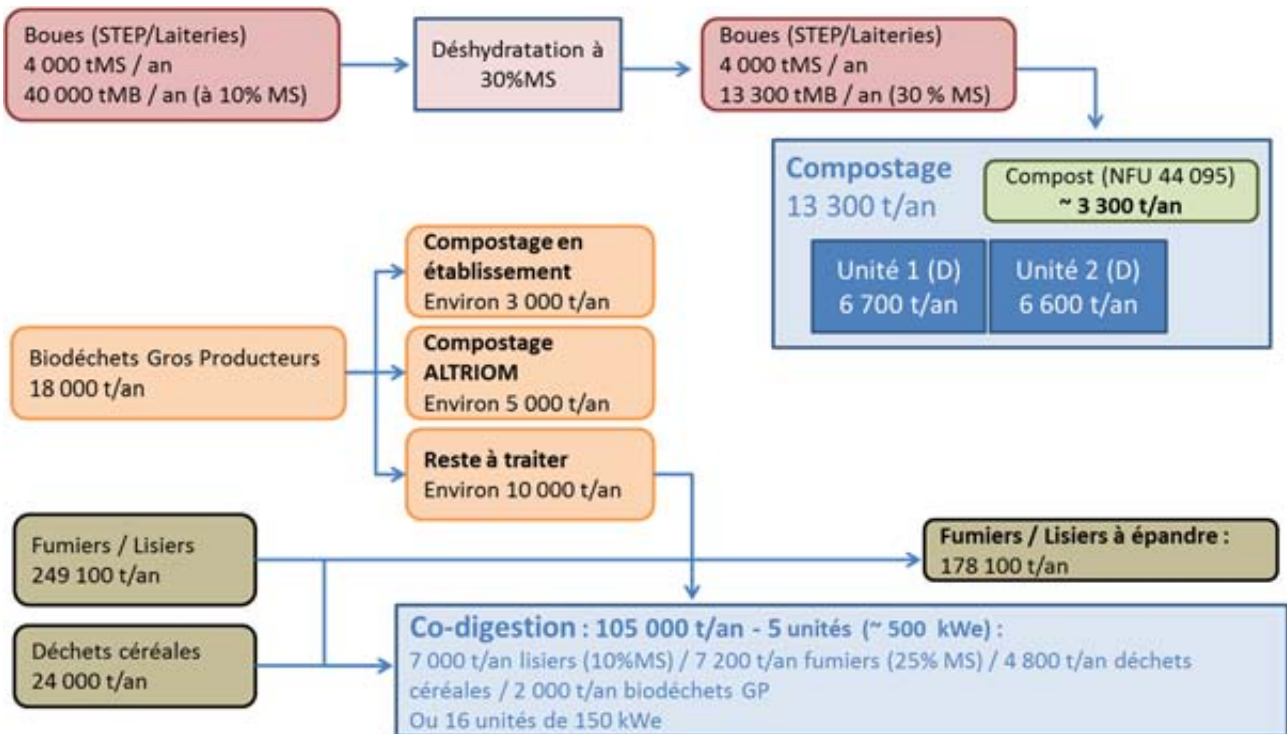 Boues (STEP/Laiteries)
4 000 tMS / an
40 000 tMB / an (à 10% MS)
Déshydratation à
30%MS
Boues (STEP/Laiteries)
4 000 tMS / an
13 300 tMB / an (30 % MS)
Compostage
13 300 t/an
Compost (NFU 44 095)
~ 3 300 t/an
Unité 1 (D)
6 700 t/an
Unité 2 (D)
6 600 t/an
Biodéchets Gros Producteurs
18 000 t/an
Compostage en
établissement
Environ 3 000 t/an
Compostage
ALTRIOM
Environ 5 000 t/an
Reste à traiter
Environ 10 000 t/an
Fumiers / Lisiers
249 100 t/an
Fumiers / Lisiers à épandre :
178 100 t/an
Déchets céréales
24 000 t/an
Co-digestion : 105 000 t/an - 5 unités (~ 500 kWe) :
7 000 t/an lisiers (10%MS) / 7 200 t/an fumiers (25% MS) / 4 800 t/an déchets
céréales / 2 000 t/an biodéchets GP
Ou 16 unités de 150 kWe